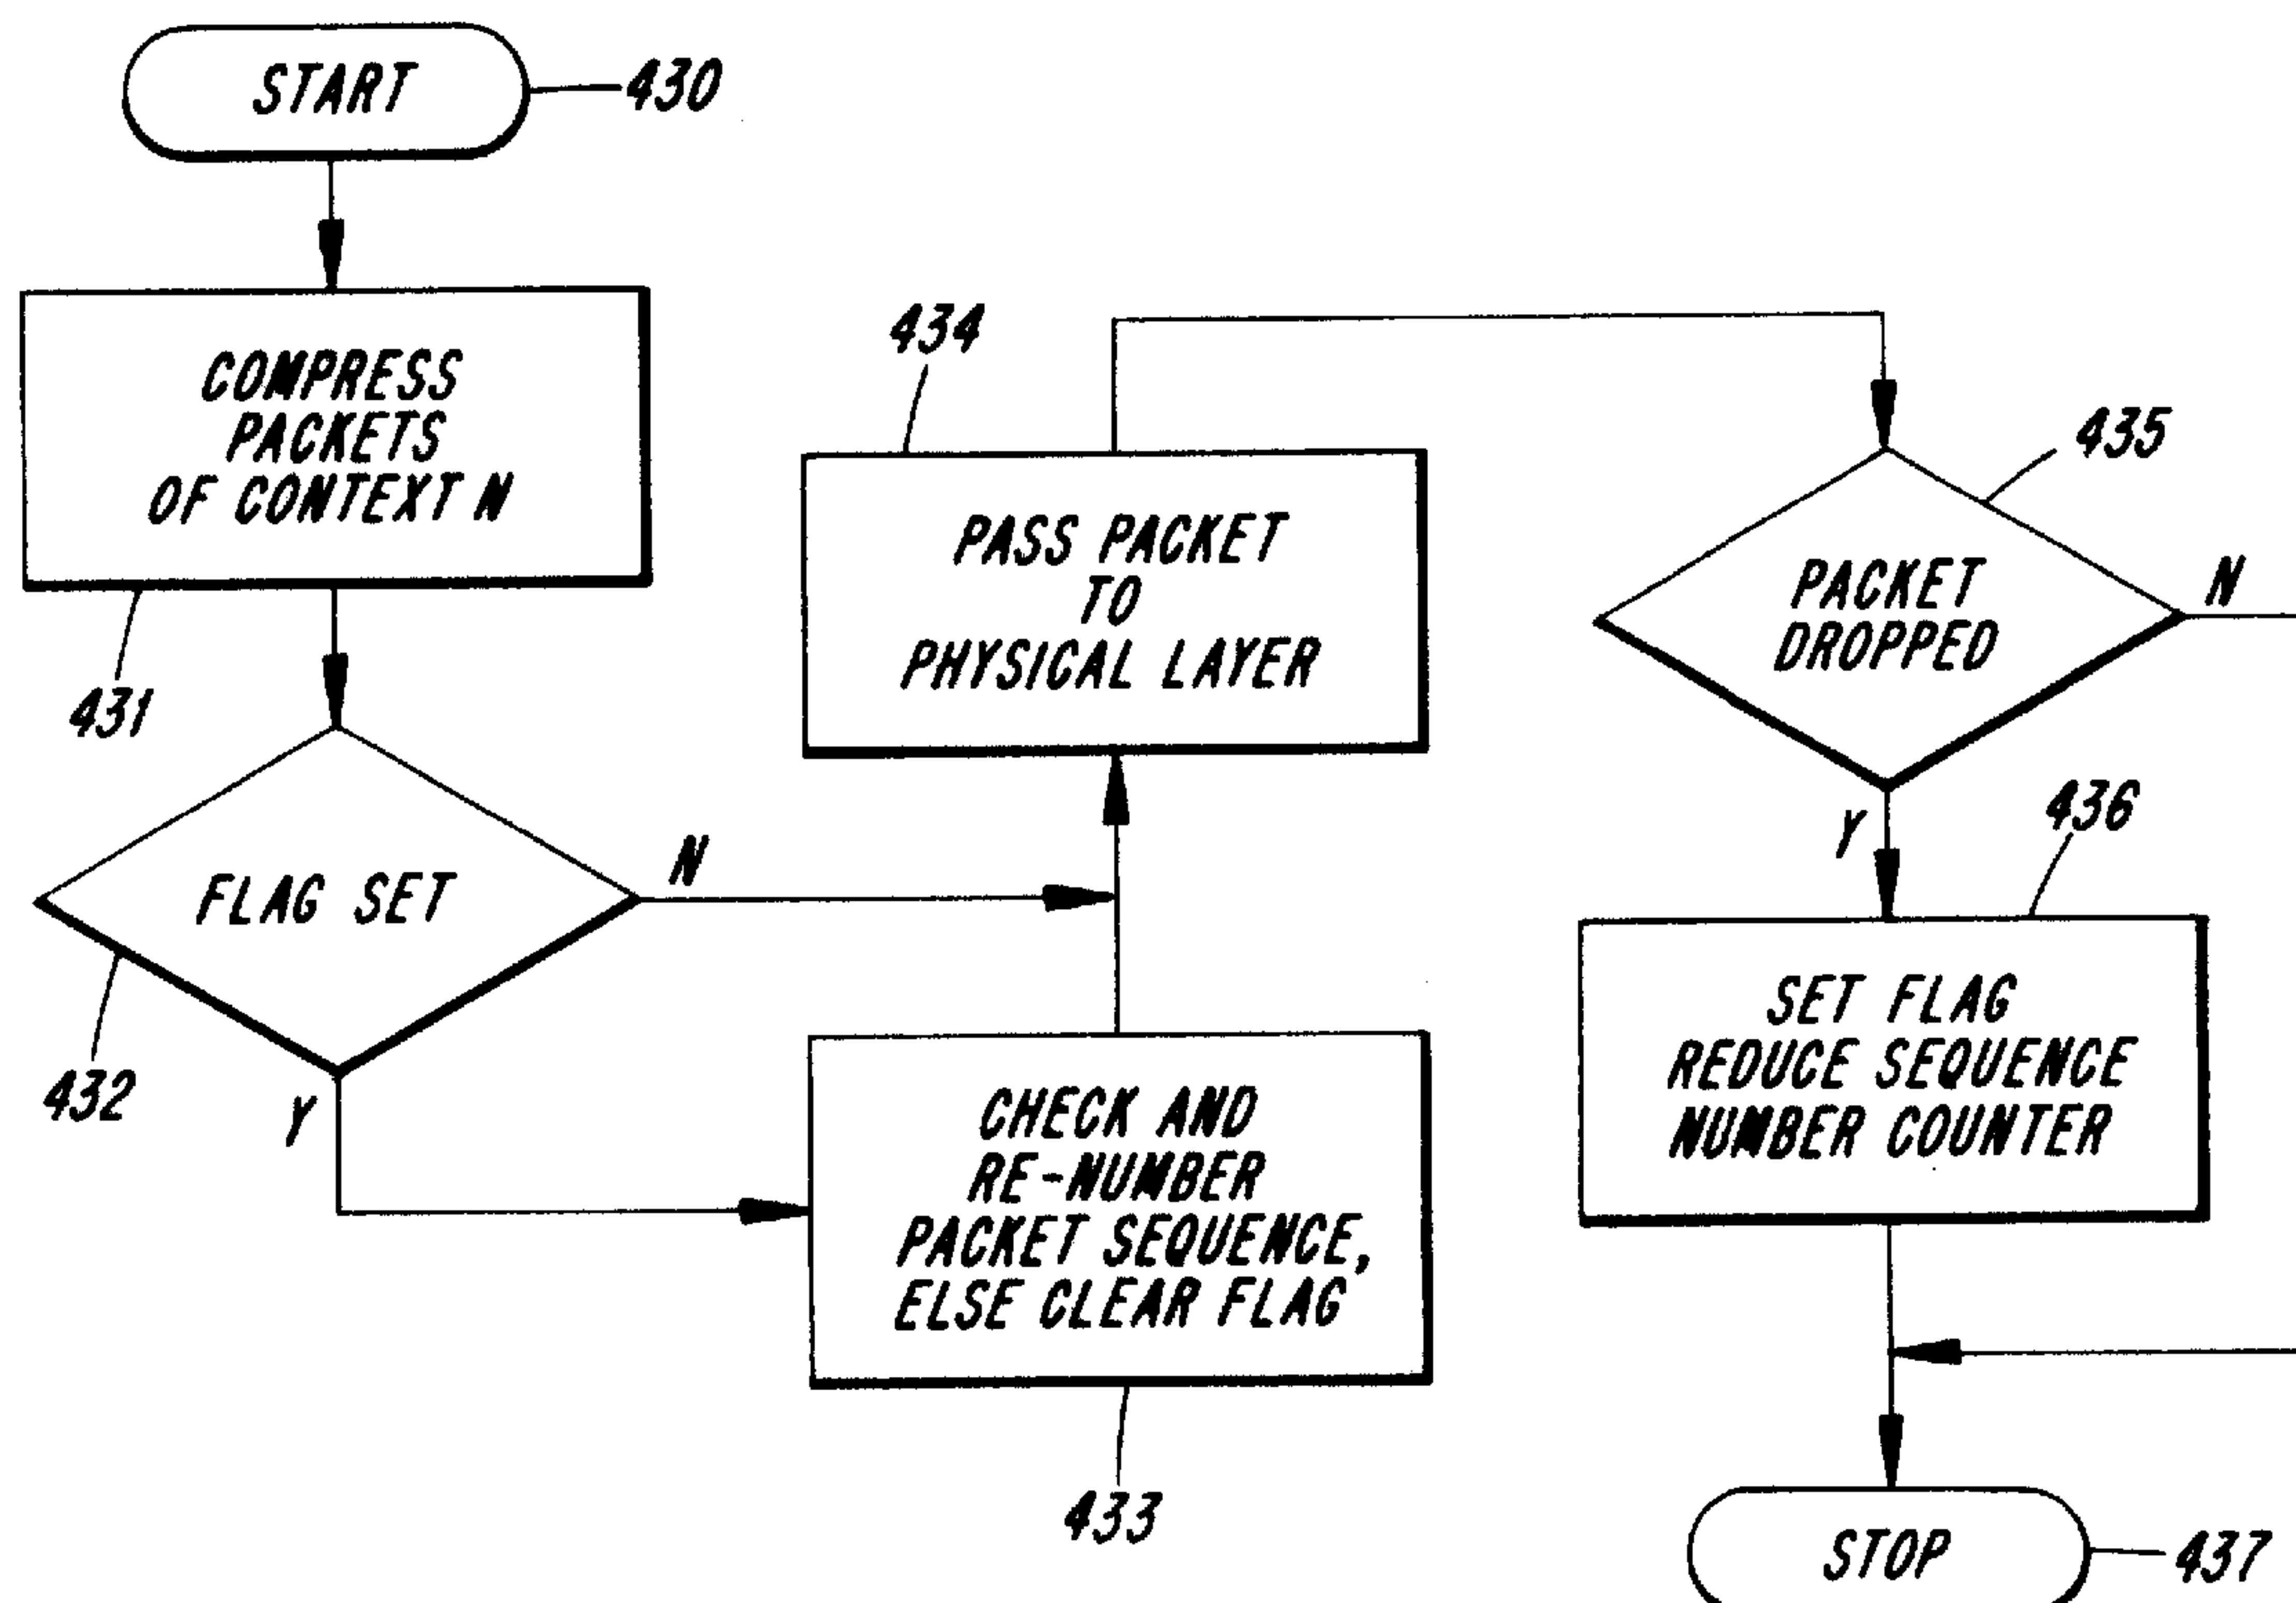 START
430
COMPRESS
PACKETS
OF CONTEXT N
431
FLAG SET
N
Y
432
CHECK AND
RE-NUMBER
PACKET SEQUENCE,
ELSE CLEAR FLAG
433
434
PASS PACKET
TO
PHYSICAL LAYER
435
PACKET
DROPPED
N
Y
436
SET FLAG
REDUCE SEQUENCE
NUMBER COUNTER
STOP
437